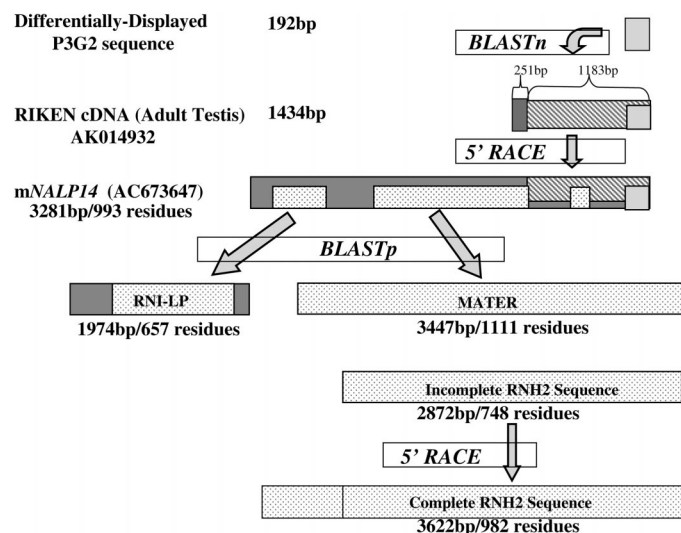 Differentially-Displayed 192bp
P3G2 sequence
BLASTn
251bp 1183bp
RIKEN cDNA (Adult Testis) 1434bp
AK014932
5’ RACE
mNALP14 (AC673647)
3281bp/993 residues
BLASTp
RNI-LP
1974bp/657 residues
MATER
3447bp/1111 residues
Incomplete RNH2 Sequence
2872bp/748 residues
5’ RACE
Complete RNH2 Sequence
3622bp/982 residues